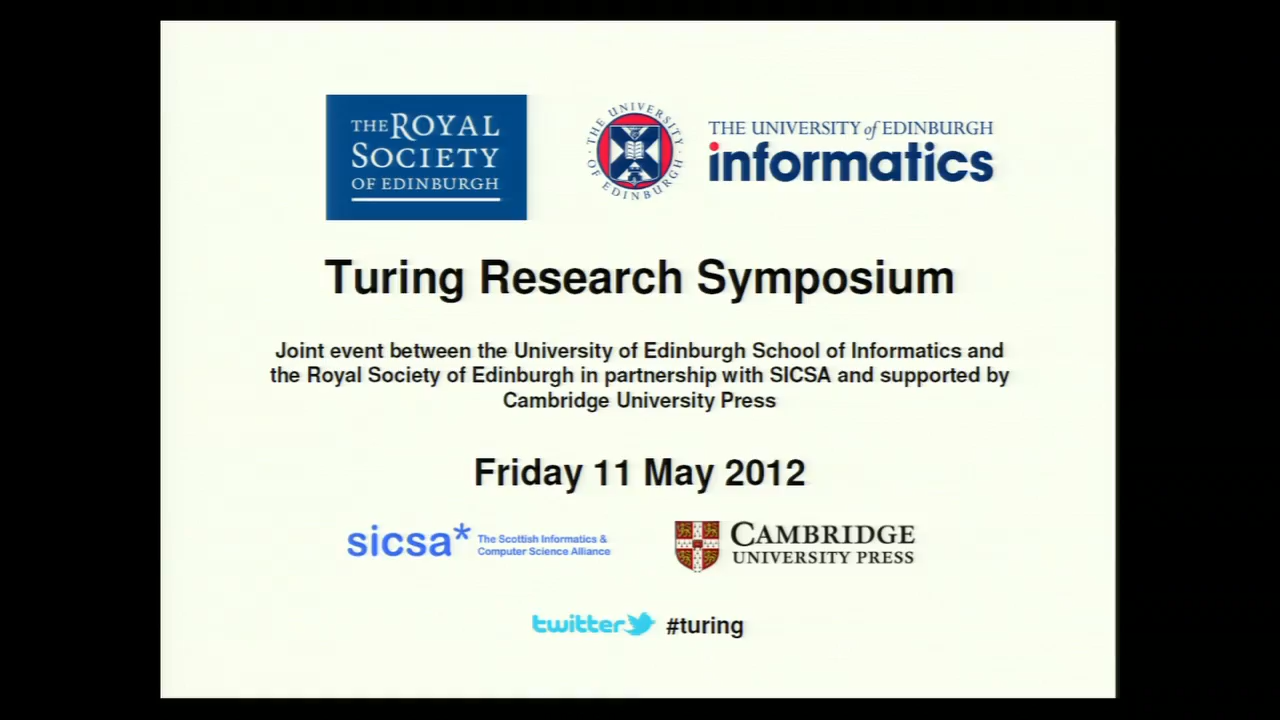 THE ROYAL
SOCIETY
OF EDINBURGH
THE UNIVERSITY OF EDINBURGH
THE UNIVERSITY of EDINBURGH
informatics
Turing Research Symposium
Joint event between the University of Edinburgh School of Informatics and
the Royal Society of Edinburgh in partnership with SICSA and supported by
Cambridge University Press
Friday 11 May 2012
sicsa*
The Scottish Informatics &
Computer Science Alliance
CAMBRIDGE
UNIVERSITY PRESS
twitter #turing